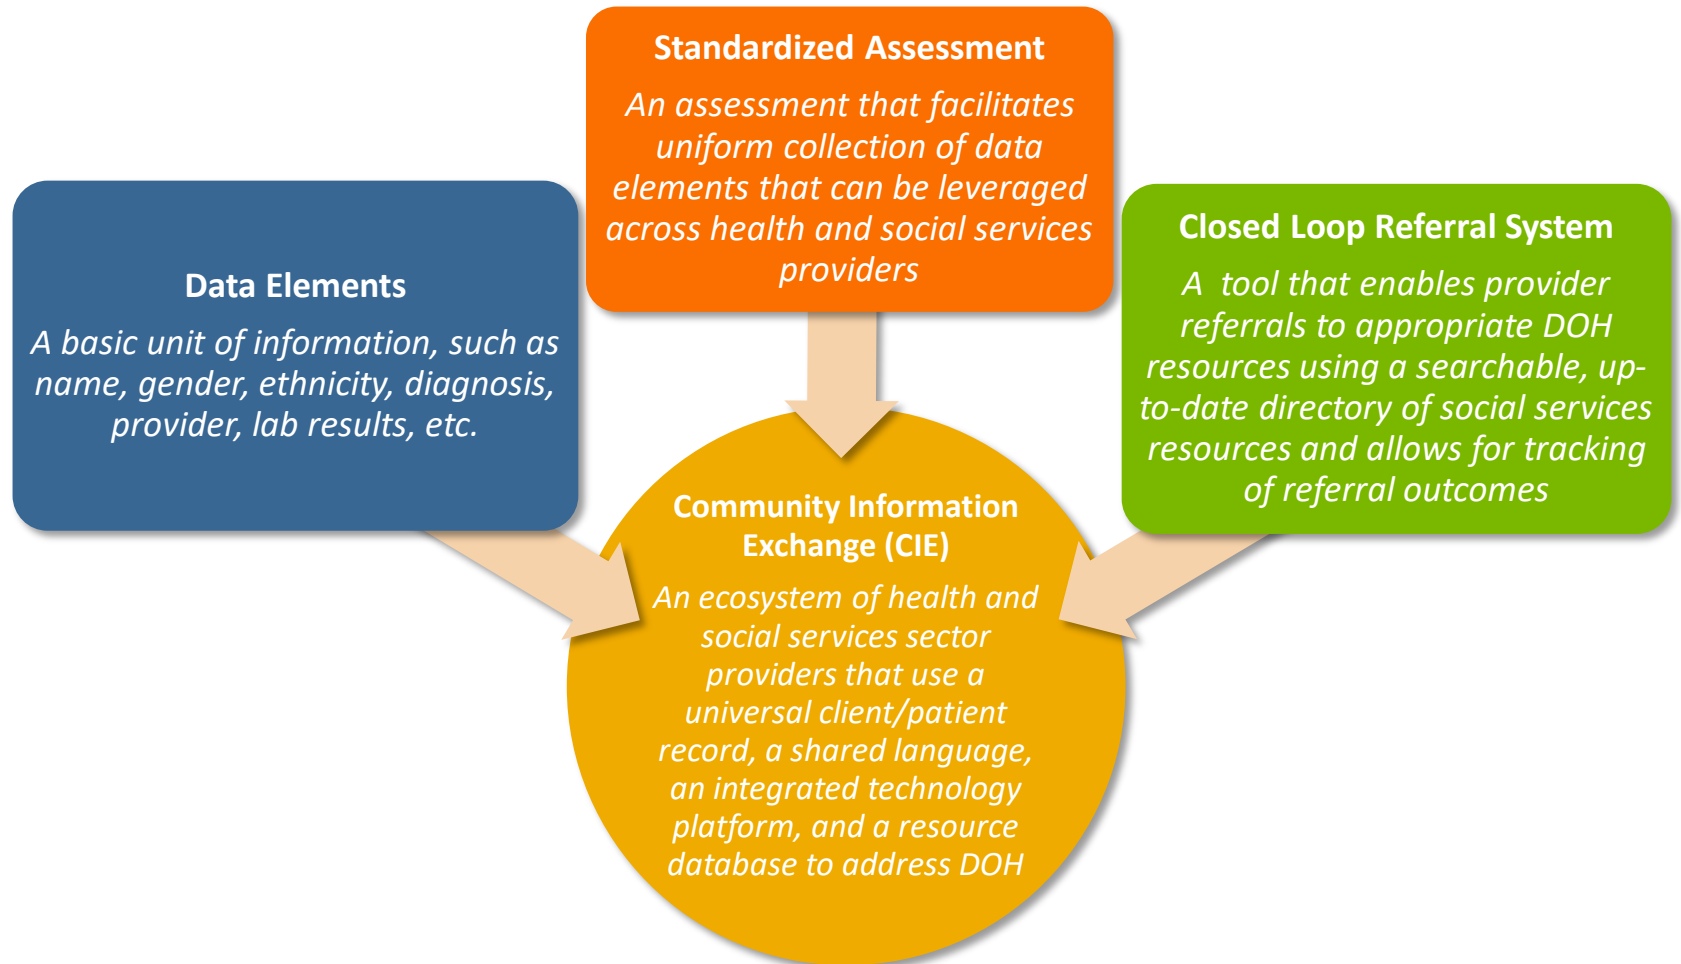 Standardized Assessment
An assessment that facilitates
uniform collection of data
elements that can be leveraged
across health and social services
providers
Data Elements
A basic unit of information, such as
name, gender, ethnicity, diagnosis,
provider, lab results, etc.
Closed Loop Referral System
A  tool that enables provider
referrals to appropriate DOH
resources using a searchable, up-
to-date directory of social services
resources and allows for tracking
of referral outcomes
Community Information
Exchange (CIE)
An ecosystem of health and
social services sector
providers that use a
universal client/patient
record, a shared language,
an integrated technology
platform, and a resource
database to address DOH